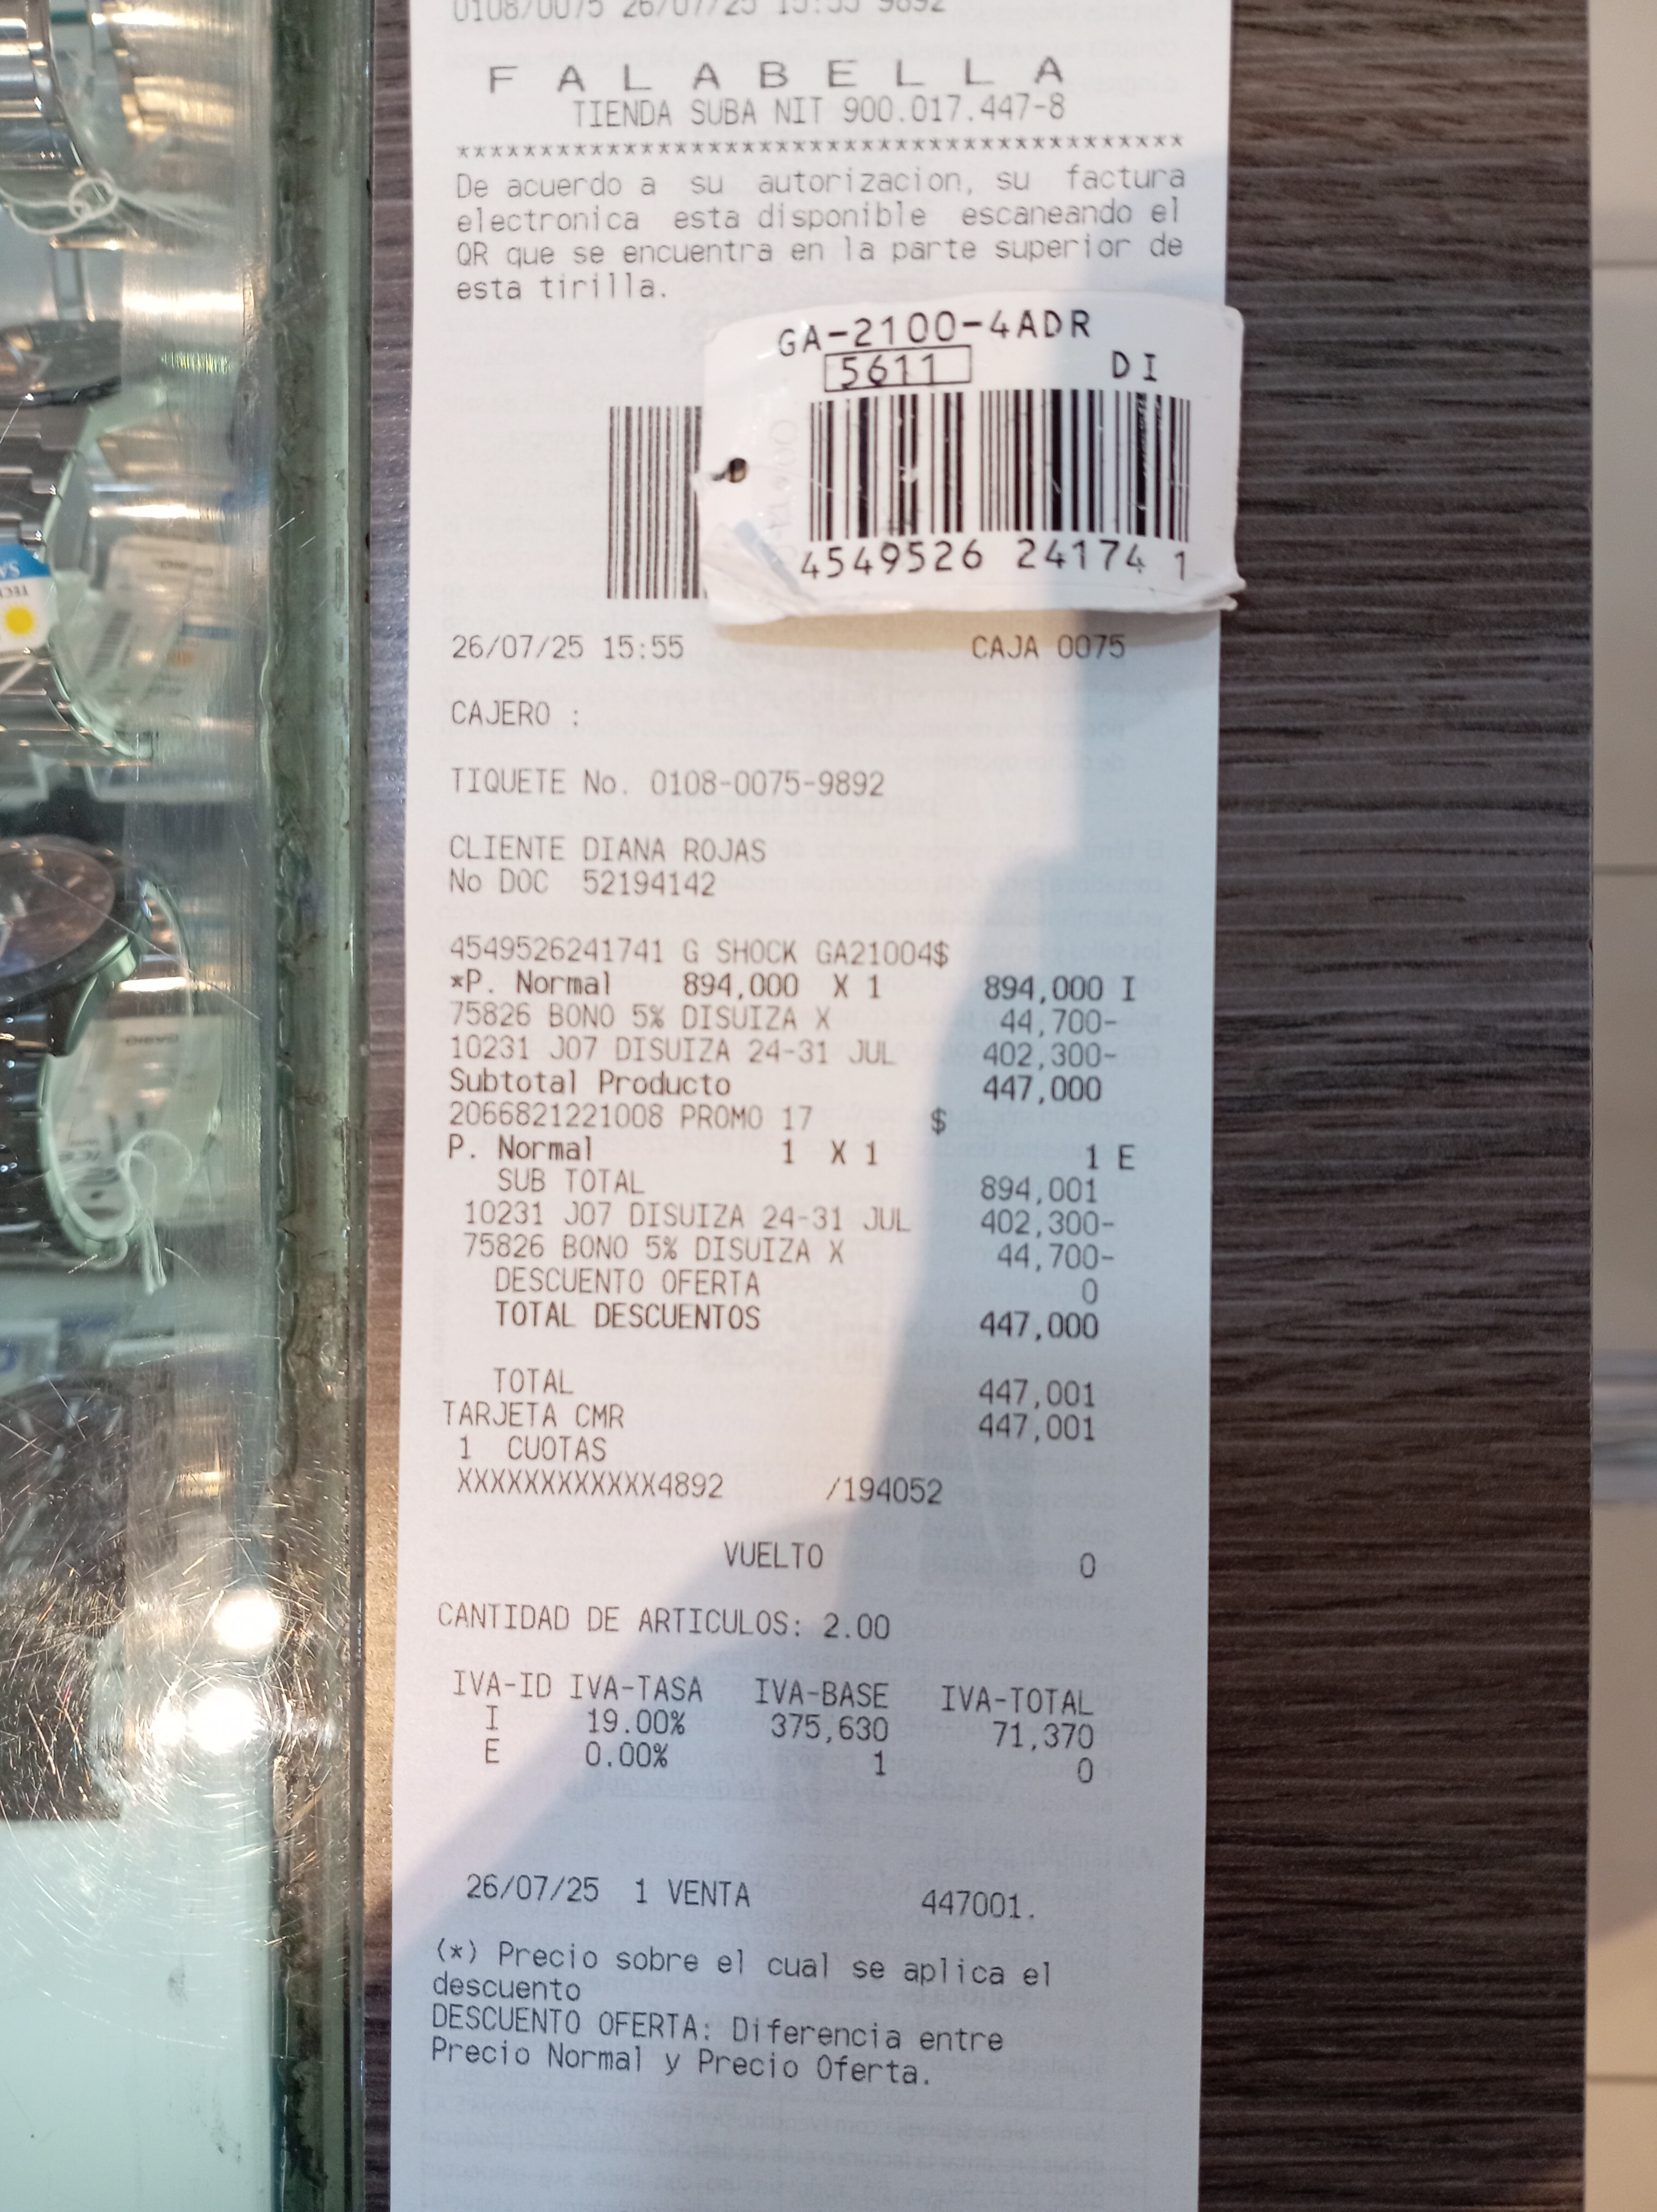 0108/0075 26/07/25 15:55 9892
F A L A B E L L A
TIENDA SUBA NIT 900.017.447-8
*******************************************
De acuerdo a su autorizacion, su factura
electronica esta disponible escaneando el
QR que se encuentra en la parte superior de
esta tirilla.
GA-2100-4ADR
5611 DI
4549526 24174 1
26/07/25 15:55 CAJA 0075
CAJERO :
TIQUETE No. 0108-0075-9892
CLIENTE DIANA ROJAS
No DOC 52194142
4549526241741 G SHOCK GA21004$
*P. Normal 894,000 X 1 894,000 I
75826 BONO 5% DISUIZA X 44,700-
10231 J07 DISUIZA 24-31 JUL 402,300-
Subtotal Producto 447,000
2066821221008 PROMO 17 $
P. Normal 1 X 1 1 E
SUB TOTAL 894,001
10231 J07 DISUIZA 24-31 JUL 402,300-
75826 BONO 5% DISUIZA X 44,700-
DESCUENTO OFERTA 0
TOTAL DESCUENTOS 447,000
TOTAL 447,001
TARJETA CMR 447,001
1 CUOTAS
XXXXXXXXXXXX4892 /194052
VUELTO 0
CANTIDAD DE ARTICULOS: 2.00
IVA-ID IVA-TASA IVA-BASE IVA-TOTAL
I 19.00% 375,630 71,370
E 0.00% 1 0
26/07/25 1 VENTA 447001.
(*) Precio sobre el cual se aplica el
descuento
DESCUENTO OFERTA: Diferencia entre
Precio Normal y Precio Oferta.